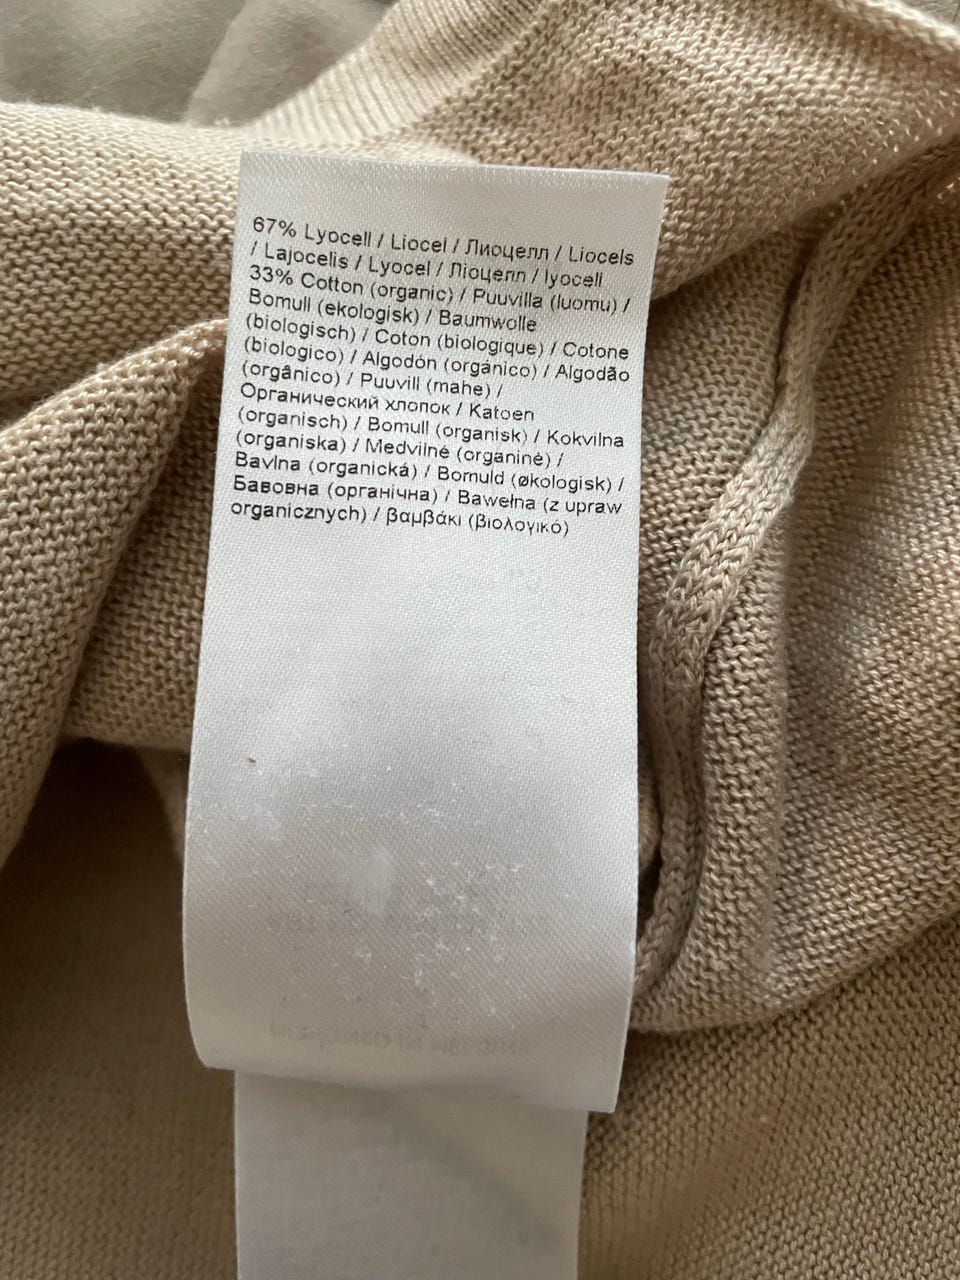 67% Lyocell / Liocel / Лиоцелл / Liocels
/ Lajocelis / Lyocel / Ліоцелл / lyocell
33% Cotton (organic) / Puuvilla (luomu) /
Bomull (ekologisk) / Baumwolle
(biologisch) / Coton (biologique) / Cotone
(biologico) / Algodón (orgánico) / Algodão
(orgânico) / Puuvill (mahe) /
Органический хлопок / Katoen
(organisch) / Bomull (organisk) / Kokvilna
(organiska) / Medvilnė (organinė) /
Bavlna (organická) / Bomuld (økologisk) /
Бавовна (органічна) / Bawełna (z upraw
organicznych) / βαμβάκι (βιολογικό)